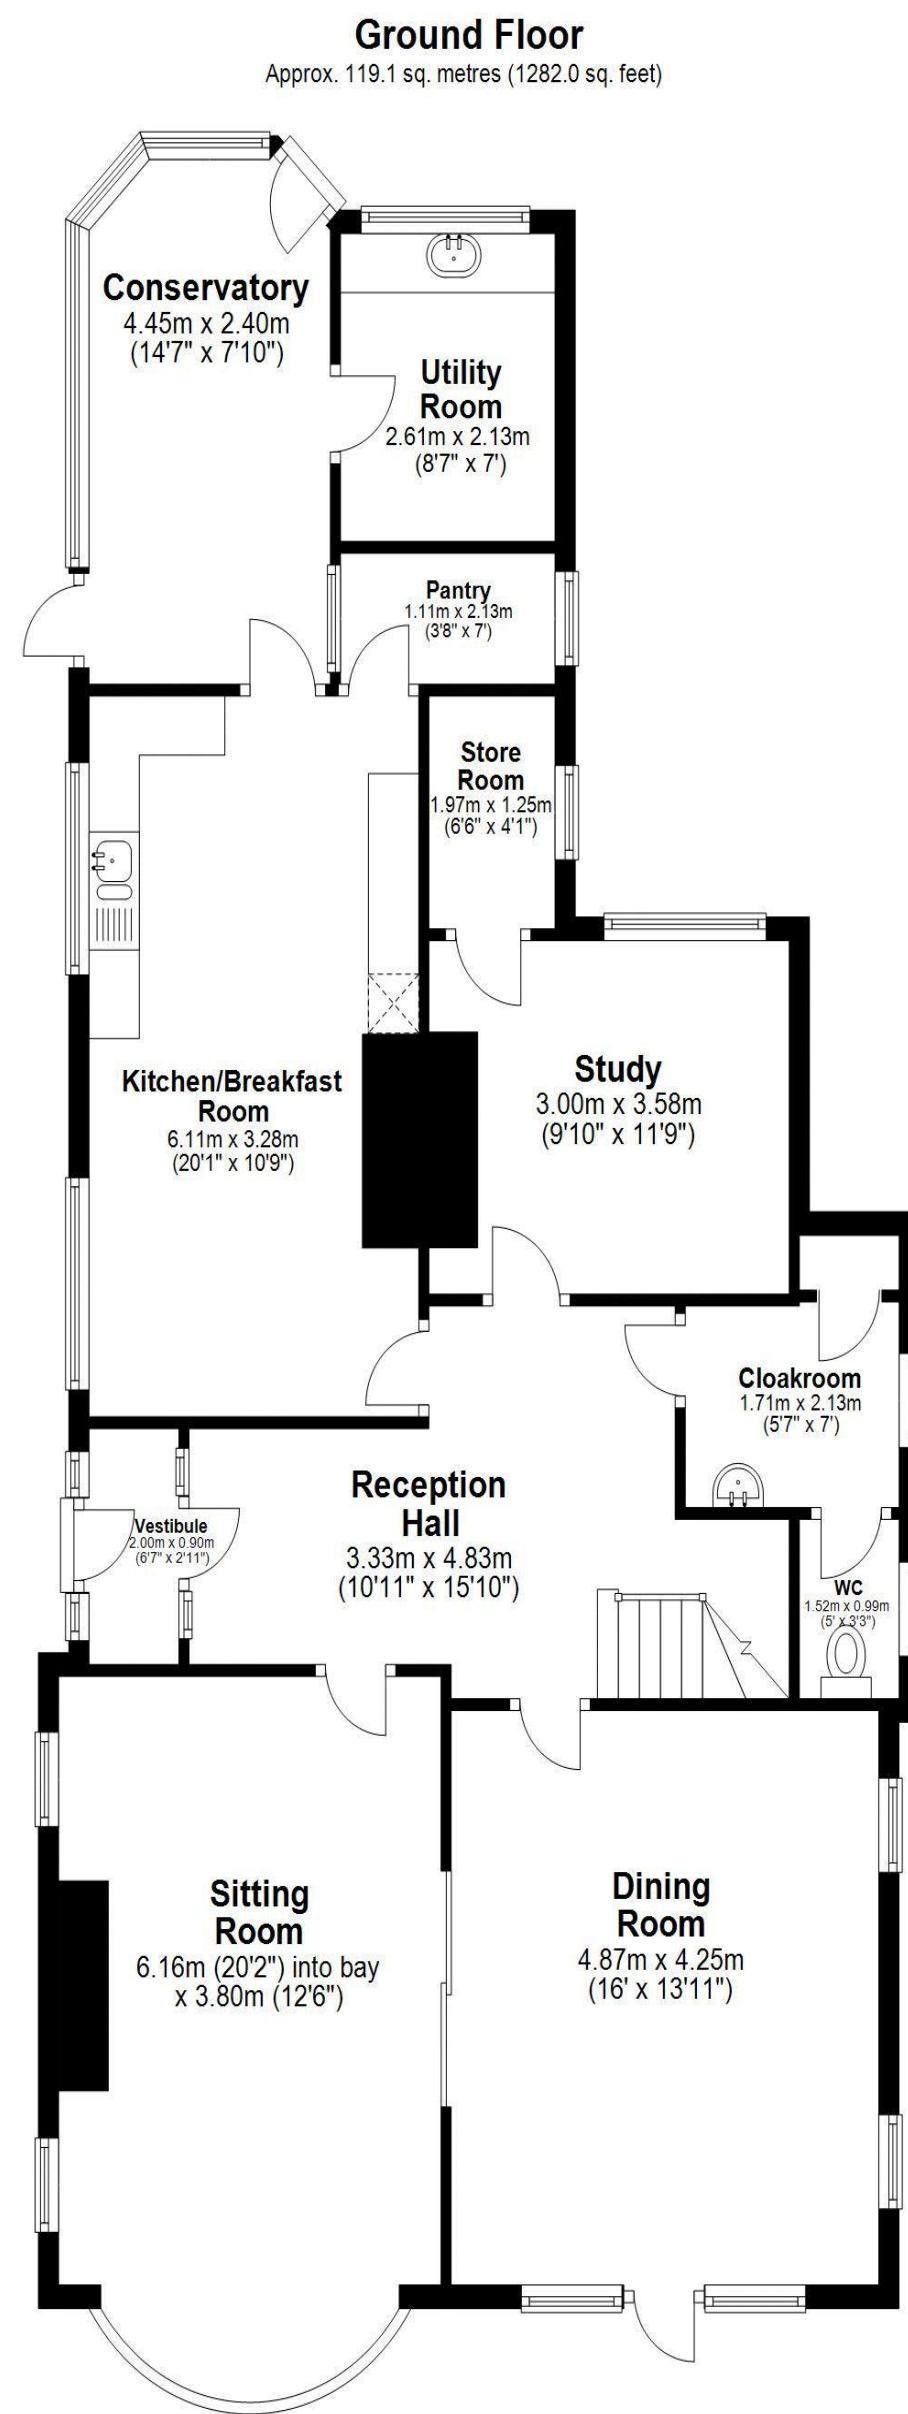 Ground Floor
Approx. 119.1 sq. metres (1282.0 sq. feet)
Conservatory
4.45m x 2.40m
(14'7" x 7'10")
Utility
Room
2.61m x 2.13m
(8'7" x 7')
Pantry
1.11m x 2.13m
(3'8" x 7')
Store
Room
1.97m x 1.25m
(6'6" x 4'1")
Kitchen/Breakfast
Room
6.11m x 3.28m
(20'1" x 10'9")
Study
3.00m x 3.58m
(9'10" x 11'9")
Cloakroom
1.71m x 2.13m
(5'7" x 7')
Reception
Hall
3.33m x 4.83m
(10'11" x 15'10")
Vestibule
2.00m x 0.90m
(6'7" x 2'11")
WC
1.52m x 0.99m
(5' x 3'3")
Sitting
Room
6.16m (20'2") into bay
x 3.80m (12'6")
Dining
Room
4.87m x 4.25m
(16' x 13'11")